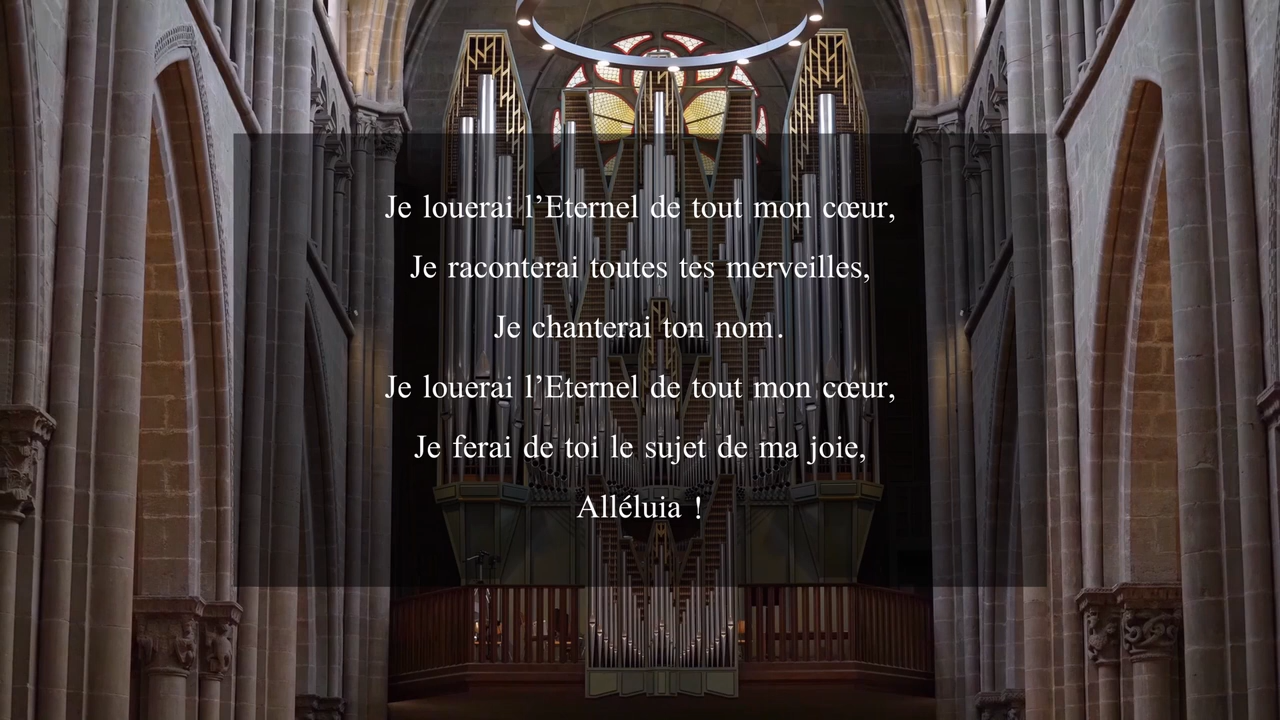 Je louerai l’Eternel de tout mon cœur,
Je raconterai toutes tes merveilles,
Je chanterai ton nom.
Je louerai l’Eternel de tout mon cœur,
Je ferai de toi le sujet de ma joie,
Alléluia !